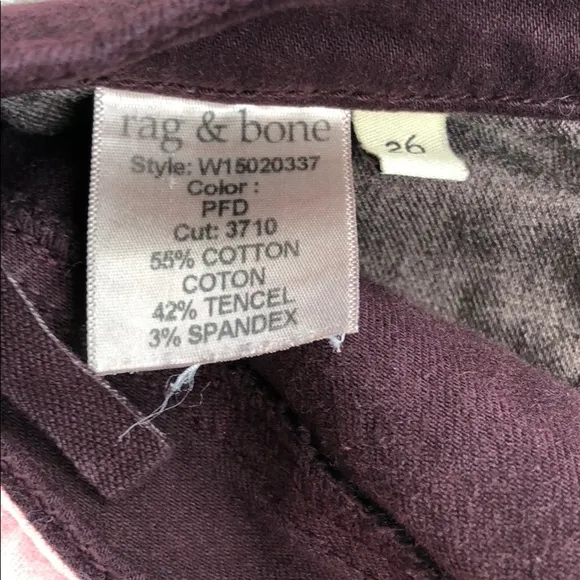 rag & bone
Style: W15020337
Color :
PFD
Cut: 3710
55% COTTON
COTON
42% TENCEL
3% SPANDEX
26